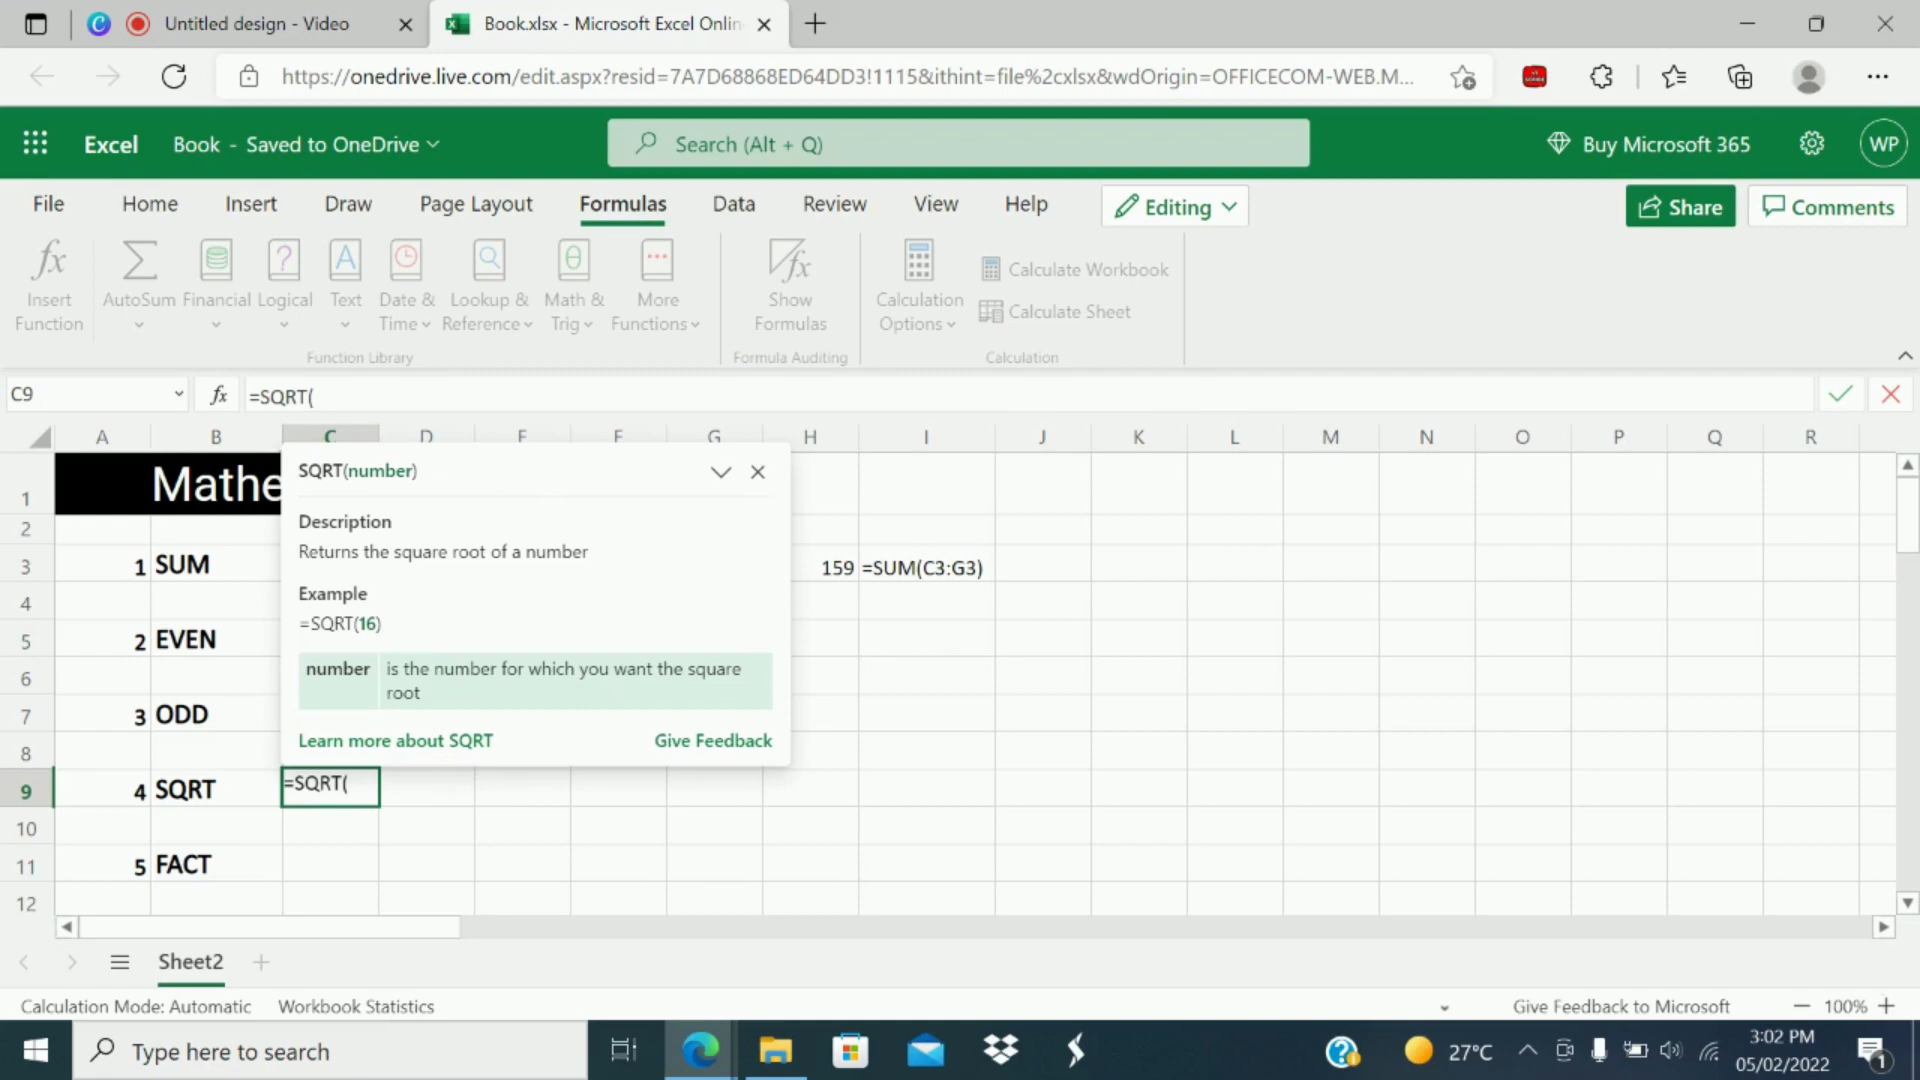 Untitled design - Video
Book.xlsx - Microsoft Excel Onlin
https://onedrive.live.com/edit.aspx?resid=7A7D68868ED64DD3!1115&ithint=file%2cxlsx&wdOrigin=OFFICECOM-WEB.M...
Excel Book - Saved to OneDrive
Search (Alt + Q)
Buy Microsoft 365
WP
File Home Insert Draw Page Layout Formulas Data Review View Help Editing Share Comments
Insert Function
AutoSum
Financial
Logical
Text
Date & Time
Lookup & Reference
Math & Trig
More Functions
Show Formulas
Calculation Options
Calculate Workbook
Calculate Sheet
Function Library Formula Auditing Calculation
C9 fx =SQRT(
A B C D E F G H I J K L M N O P Q R
1 Mathe
2
3 1 SUM 159 =SUM(C3:G3)
4
5 2 EVEN
6
7 3 ODD
8
9 4 SQRT =SQRT(
10
11 5 FACT
12
SQRT(number)
Description
Returns the square root of a number
Example
=SQRT(16)
number is the number for which you want the square
root
Learn more about SQRT Give Feedback
Sheet2
Calculation Mode: Automatic Workbook Statistics Give Feedback to Microsoft 100%
Type here to search
27°C
3:02 PM
05/02/2022
1